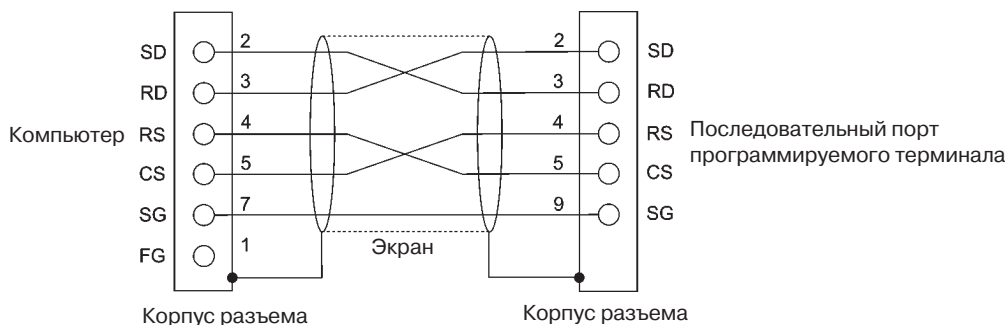 SD 2 2 SD
RD 3 3 RD
Компьютер RS 4 4 RS Последовательный порт
программируемого терминала
CS 5 5 CS
SG 7 9 SG
FG 1 Экран
Корпус разъема Корпус разъема